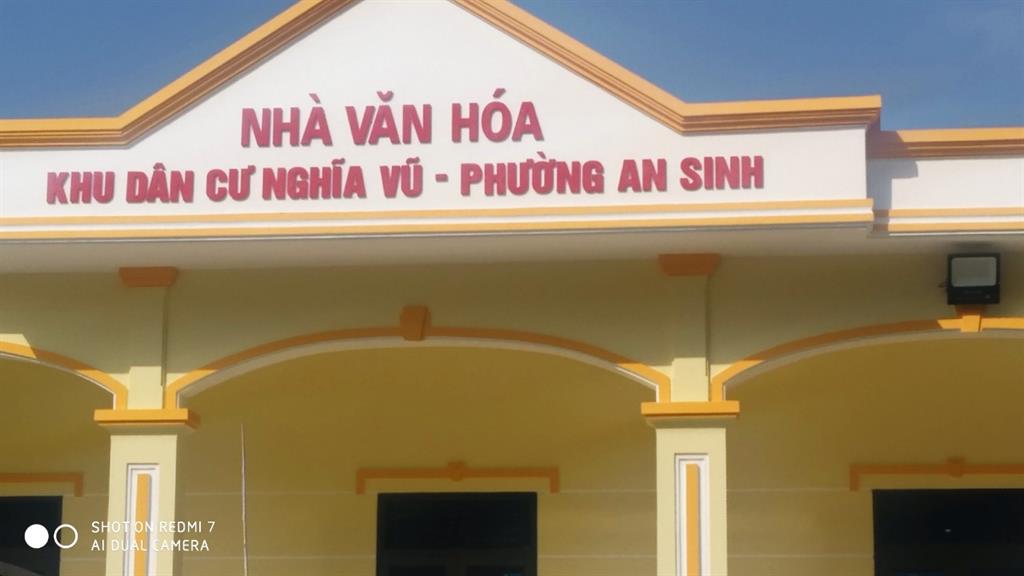 NHÀ VĂN HÓA
KHU DÂN CƯ NGHĨA VŨ - PHƯỜNG AN SINH
SHOT ON REDMI 7
AI DUAL CAMERA